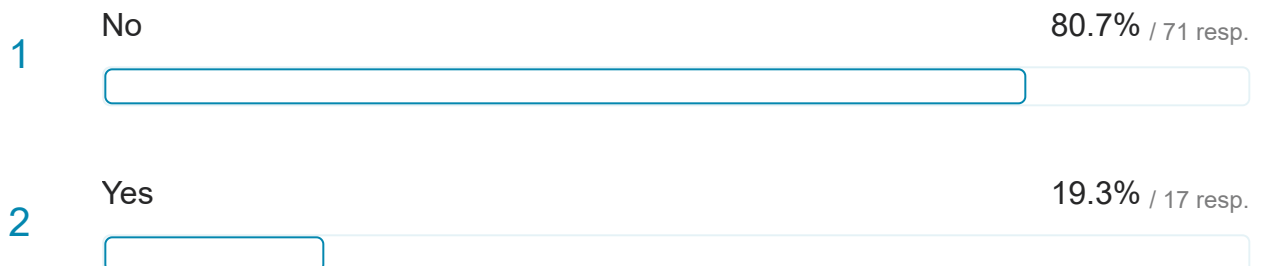 1 No 80.7% / 71 resp.
2 Yes 19.3% / 17 resp.